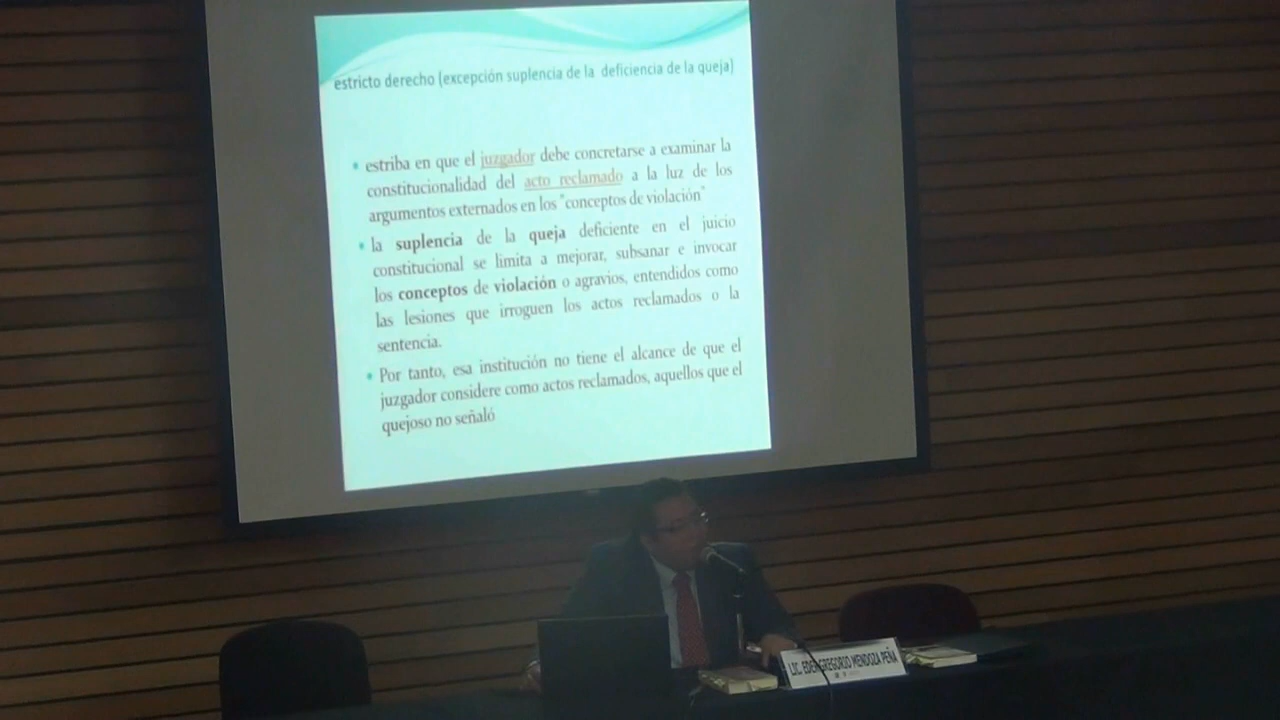 estricto derecho (excepción suplencia de la deficiencia de la queja)
estriba en que el juzgador debe concretarse a examinar la
constitucionalidad del acto reclamado a la luz de los
argumentos externados en los "conceptos de violación"
la suplencia de la queja deficiente en el juicio
constitucional se limita a mejorar, subsanar e invocar
los conceptos de violación o agravios, entendidos como
las lesiones que irroguen los actos reclamados o la
sentencia.
Por tanto, esa institución no tiene el alcance de que el
juzgador considere como actos reclamados, aquellos que el
quejoso no señaló
LIC. EDER GREGORIO MENDOZA PEÑA